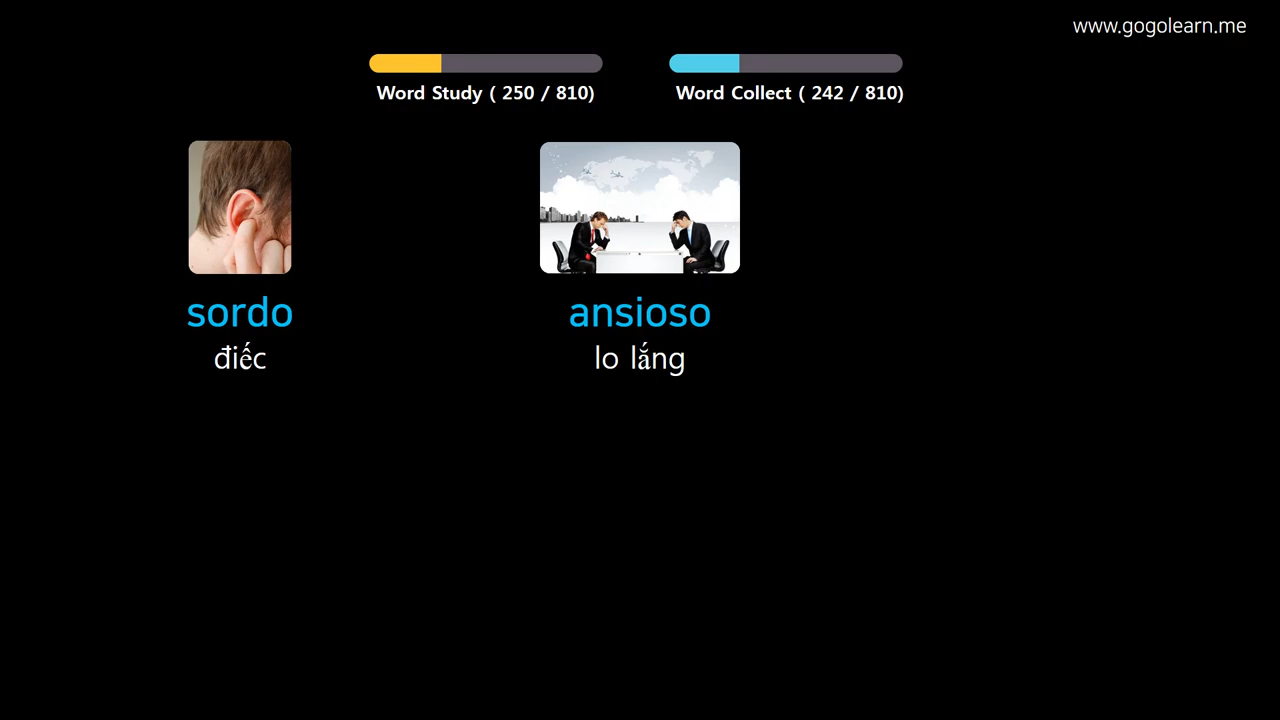 www.gogolearn.me
Word Study ( 250 / 810)
Word Collect ( 242 / 810)
sordo
điếc
ansioso
lo lắng